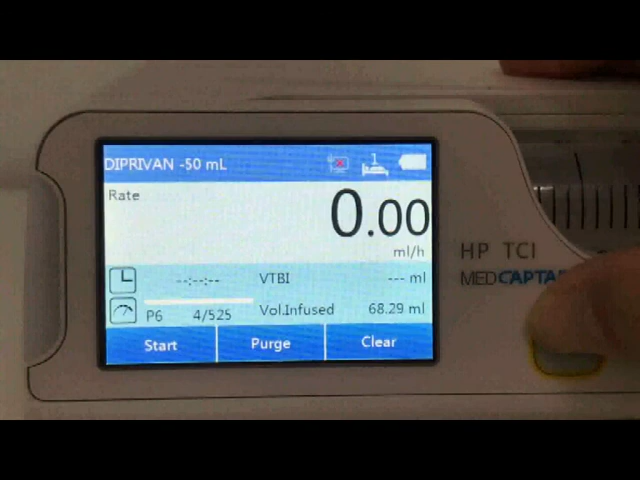 DIPRIVAN -50 mL
1
Rate
0.00
ml/h
--:--:-- VTBI --- ml
P6 4/525 Vol.Infused 68.29 ml
Start Purge Clear
HP TCI
MEDCAPTAI